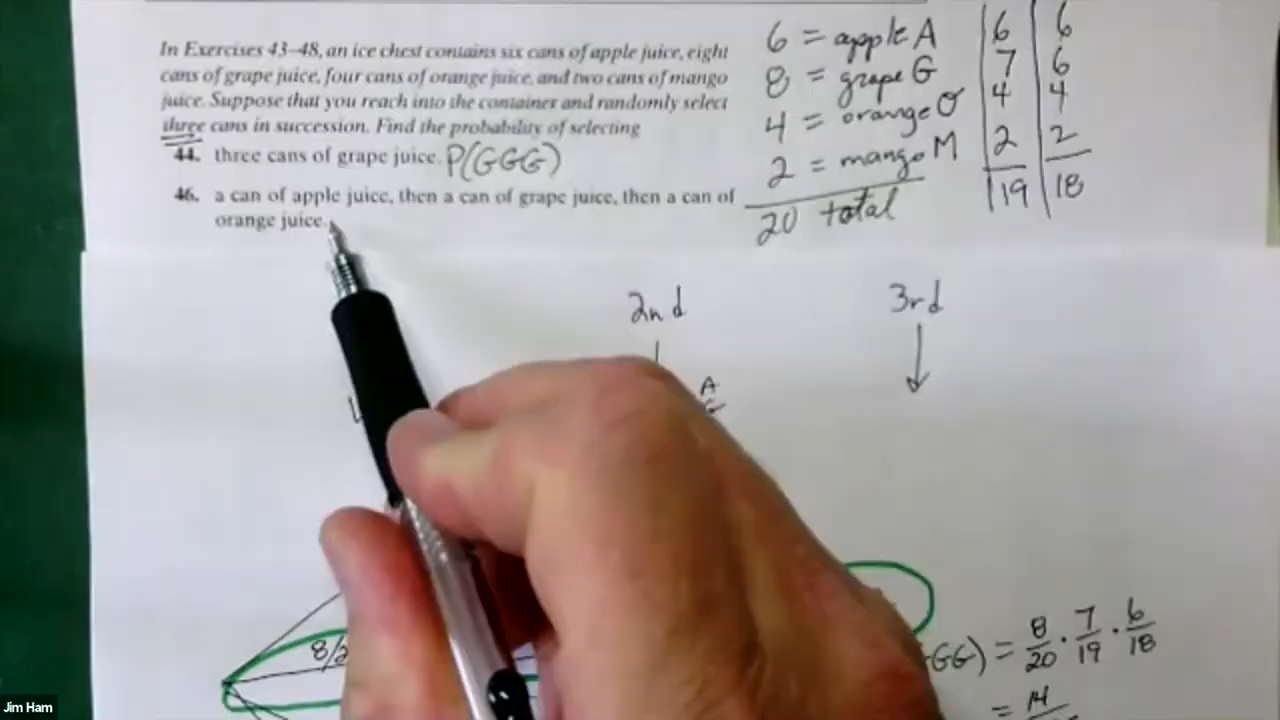 In Exercises 43–48, an ice chest contains six cans of apple juice, eight
cans of grape juice, four cans of orange juice, and two cans of mango
juice. Suppose that you reach into the container and randomly select
three cans in succession. Find the probability of selecting
44. three cans of grape juice. P(GGG)
46. a can of apple juice, then a can of grape juice, then a can of
orange juice.
6 = apple A 6 6
8 = grape G 7 6
4 = orange O 4 4
2 = mango M 2 2
20 total 19 18
2nd 3rd
A
8/2
GG) = 8/20 · 7/19 · 6/18
= 14
Jim Ham